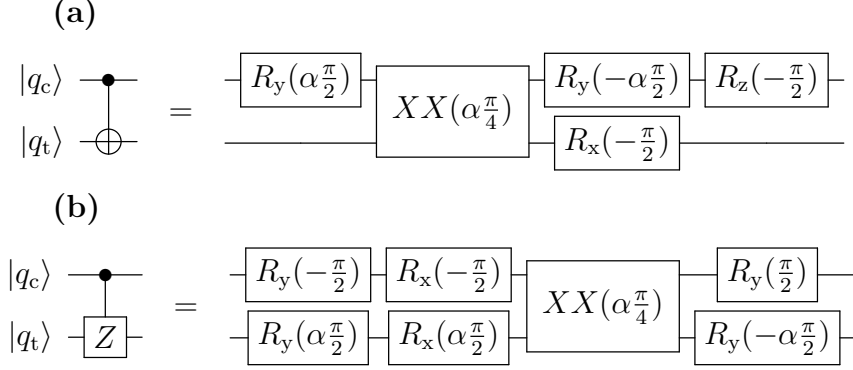 (a)
|q_c⟩ R_y(απ/2) R_y(−απ/2) R_z(−π/2)
= XX(απ/4)
|q_t⟩ R_x(−π/2)
(b)
|q_c⟩ R_y(−π/2) R_x(−π/2) R_y(π/2)
= XX(απ/4)
|q_t⟩ Z R_y(απ/2) R_x(απ/2) R_y(−απ/2)